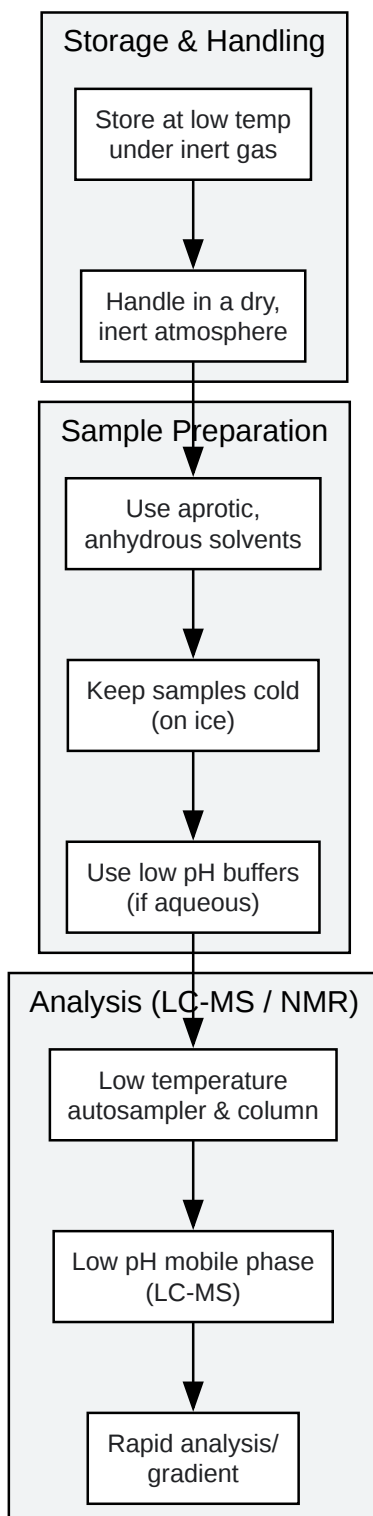 Storage & Handling
Store at low temp
under inert gas
Handle in a dry,
inert atmosphere
Sample Preparation
Use aprotic,
anhydrous solvents
Keep samples cold
(on ice)
Use low pH buffers
(if aqueous)
Analysis (LC-MS / NMR)
Low temperature
autosampler & column
Low pH mobile phase
(LC-MS)
Rapid analysis/
gradient